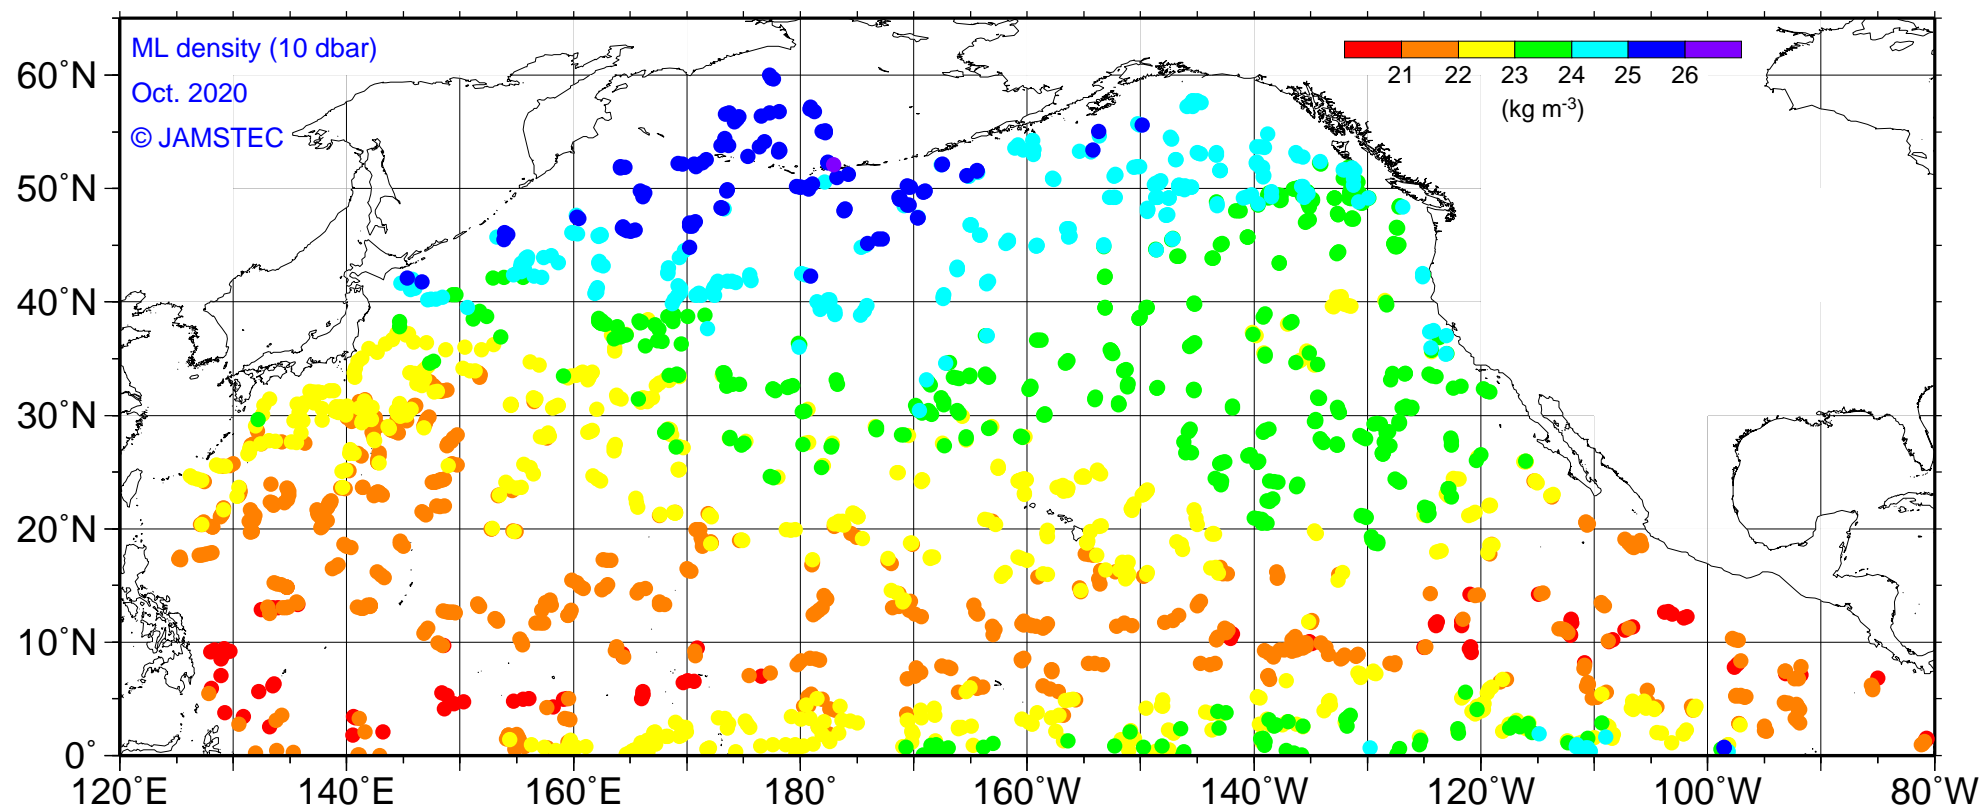 ML density (10 dbar)
Oct. 2020
© JAMSTEC
21 22 23 24 25 26
(kg m-3)
60˚N
50˚N
40˚N
30˚N
20˚N
10˚N
0˚
120˚E 140˚E 160˚E 180˚ 160˚W 140˚W 120˚W 100˚W 80˚W